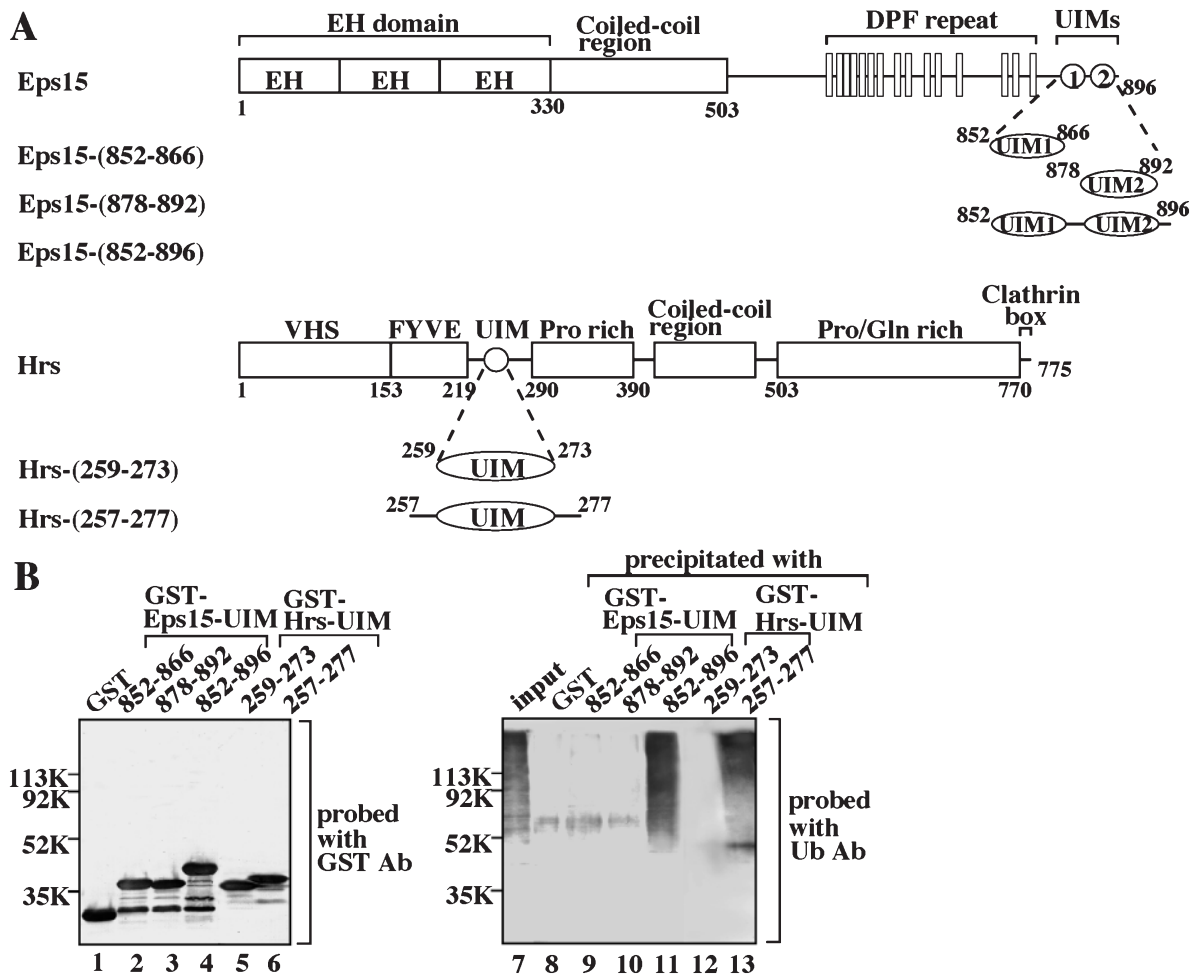 A
EH domain
Coiled-coil
region
DPF repeat
UIMs
Eps15
EH EH EH
1 2
1 330 503 896
Eps15-(852-866)
852 UIM1 866
Eps15-(878-892)
878 UIM2 892
Eps15-(852-896)
852 UIM1 UIM2 896
Hrs
VHS FYVE UIM Pro rich
Coiled-coil
region
Pro/Gln rich
Clathrin
box
1 153 219 290 390 503 770 775
Hrs-(259-273)
259 UIM 273
Hrs-(257-277)
257 UIM 277
B
GST-
Eps15-UIM
GST-
Hrs-UIM
GST
852-866
878-892
852-896
259-273
257-277
113K
92K
52K
35K
probed
with
GST Ab
1 2 3 4 5 6
precipitated with
GST-
Eps15-UIM
GST-
Hrs-UIM
input
GST
852-866
878-892
852-896
259-273
257-277
113K
92K
52K
35K
probed
with
Ub Ab
7 8 9 10 11 12 13